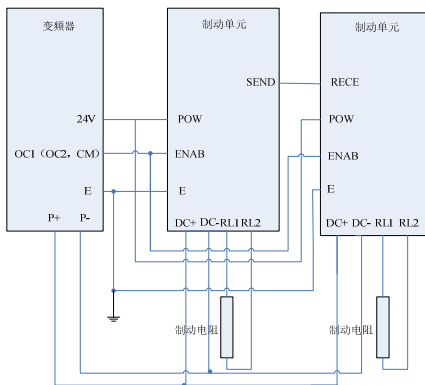 变频器
制动单元
制动单元
SEND
RECE
24V
POW
POW
OC1（OC2，CM）
ENAB
ENAB
E
E
E
P+
P-
DC+
DC-
RL1
RL2
DC+
DC-
RL1
RL2
制动电阻
制动电阻